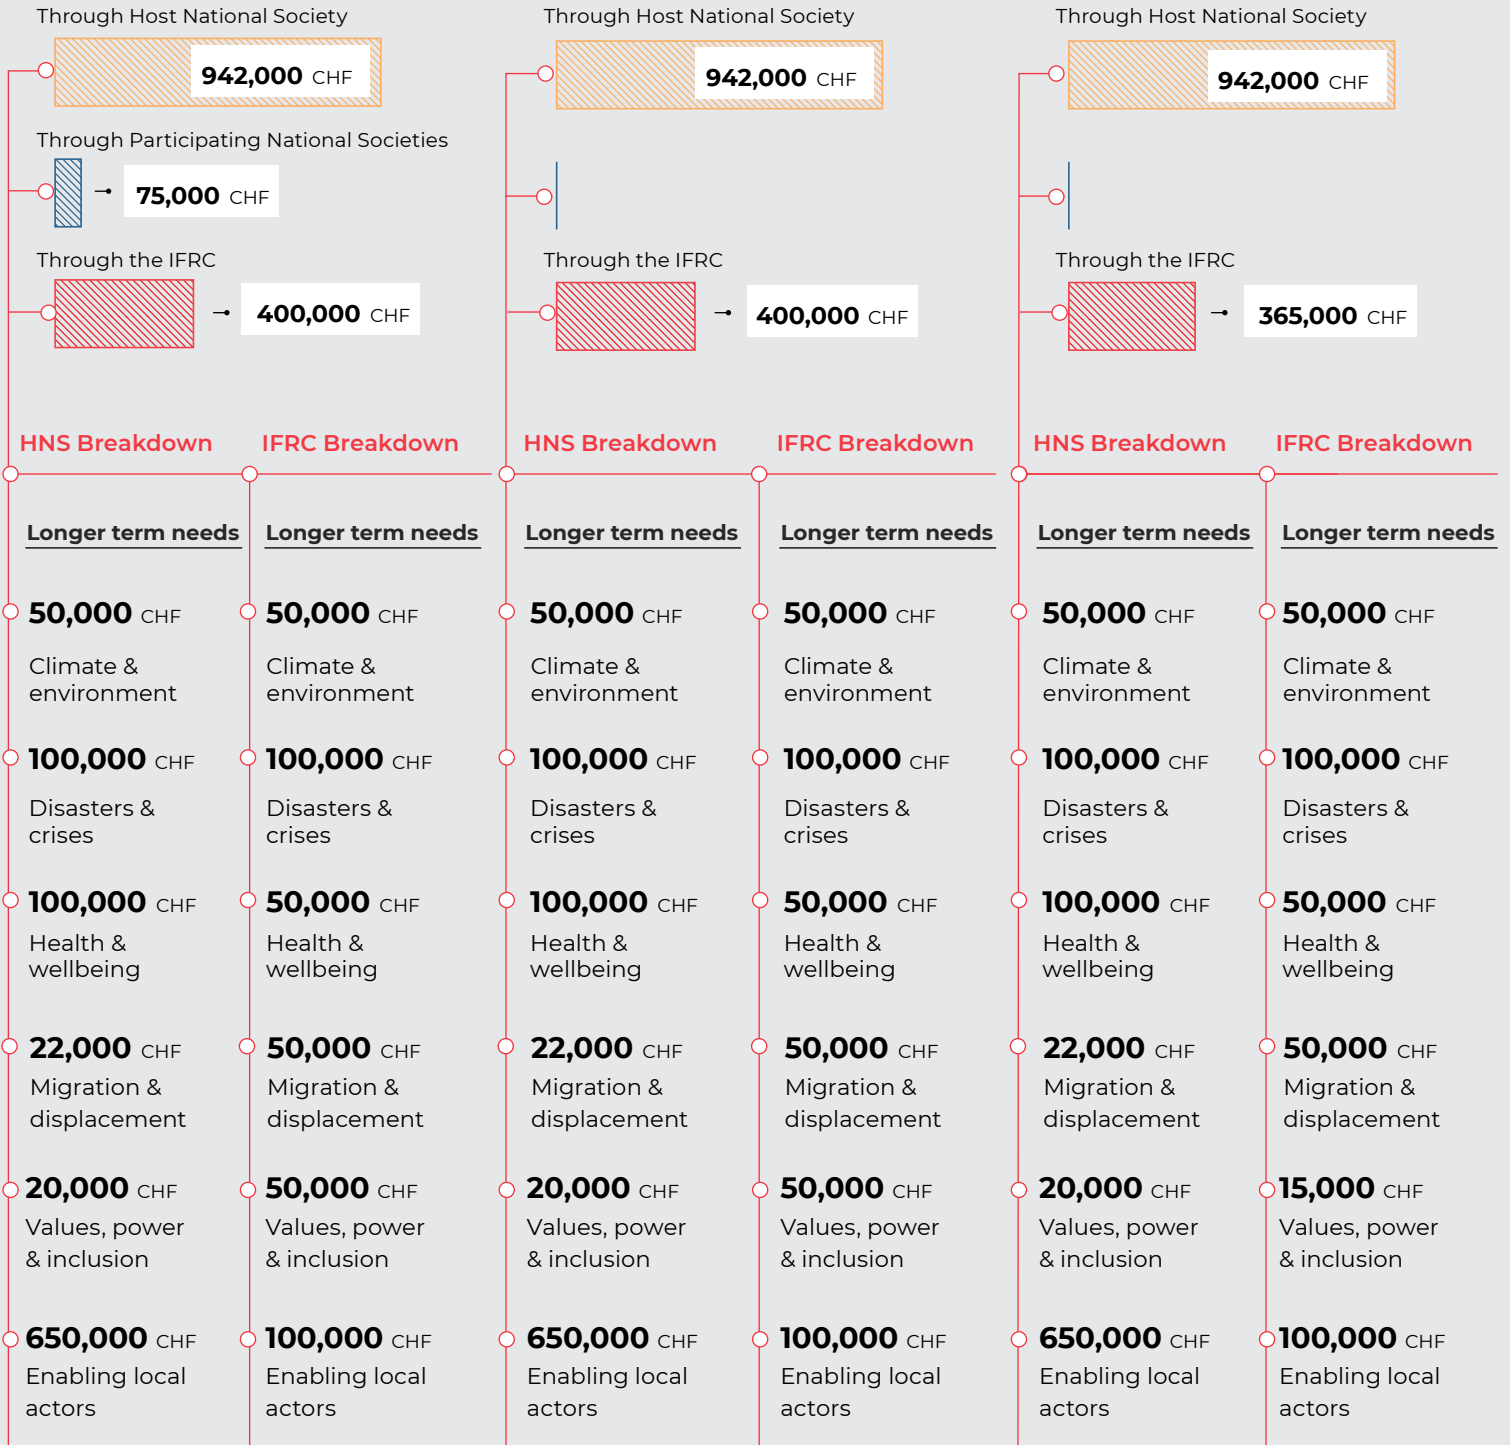 Through Host National Society
942,000 CHF
Through Participating National Societies
75,000 CHF
Through the IFRC
400,000 CHF
Through Host National Society
942,000 CHF
Through the IFRC
400,000 CHF
Through Host National Society
942,000 CHF
Through the IFRC
365,000 CHF
HNS Breakdown
Longer term needs
50,000 CHF
Climate &
environment
100,000 CHF
Disasters &
crises
100,000 CHF
Health &
wellbeing
22,000 CHF
Migration &
displacement
20,000 CHF
Values, power
& inclusion
650,000 CHF
Enabling local
actors
IFRC Breakdown
Longer term needs
50,000 CHF
Climate &
environment
100,000 CHF
Disasters &
crises
50,000 CHF
Health &
wellbeing
50,000 CHF
Migration &
displacement
50,000 CHF
Values, power
& inclusion
100,000 CHF
Enabling local
actors
HNS Breakdown
Longer term needs
50,000 CHF
Climate &
environment
100,000 CHF
Disasters &
crises
100,000 CHF
Health &
wellbeing
22,000 CHF
Migration &
displacement
20,000 CHF
Values, power
& inclusion
650,000 CHF
Enabling local
actors
IFRC Breakdown
Longer term needs
50,000 CHF
Climate &
environment
100,000 CHF
Disasters &
crises
50,000 CHF
Health &
wellbeing
50,000 CHF
Migration &
displacement
50,000 CHF
Values, power
& inclusion
100,000 CHF
Enabling local
actors
HNS Breakdown
Longer term needs
50,000 CHF
Climate &
environment
100,000 CHF
Disasters &
crises
100,000 CHF
Health &
wellbeing
22,000 CHF
Migration &
displacement
20,000 CHF
Values, power
& inclusion
650,000 CHF
Enabling local
actors
IFRC Breakdown
Longer term needs
50,000 CHF
Climate &
environment
100,000 CHF
Disasters &
crises
50,000 CHF
Health &
wellbeing
50,000 CHF
Migration &
displacement
15,000 CHF
Values, power
& inclusion
100,000 CHF
Enabling local
actors